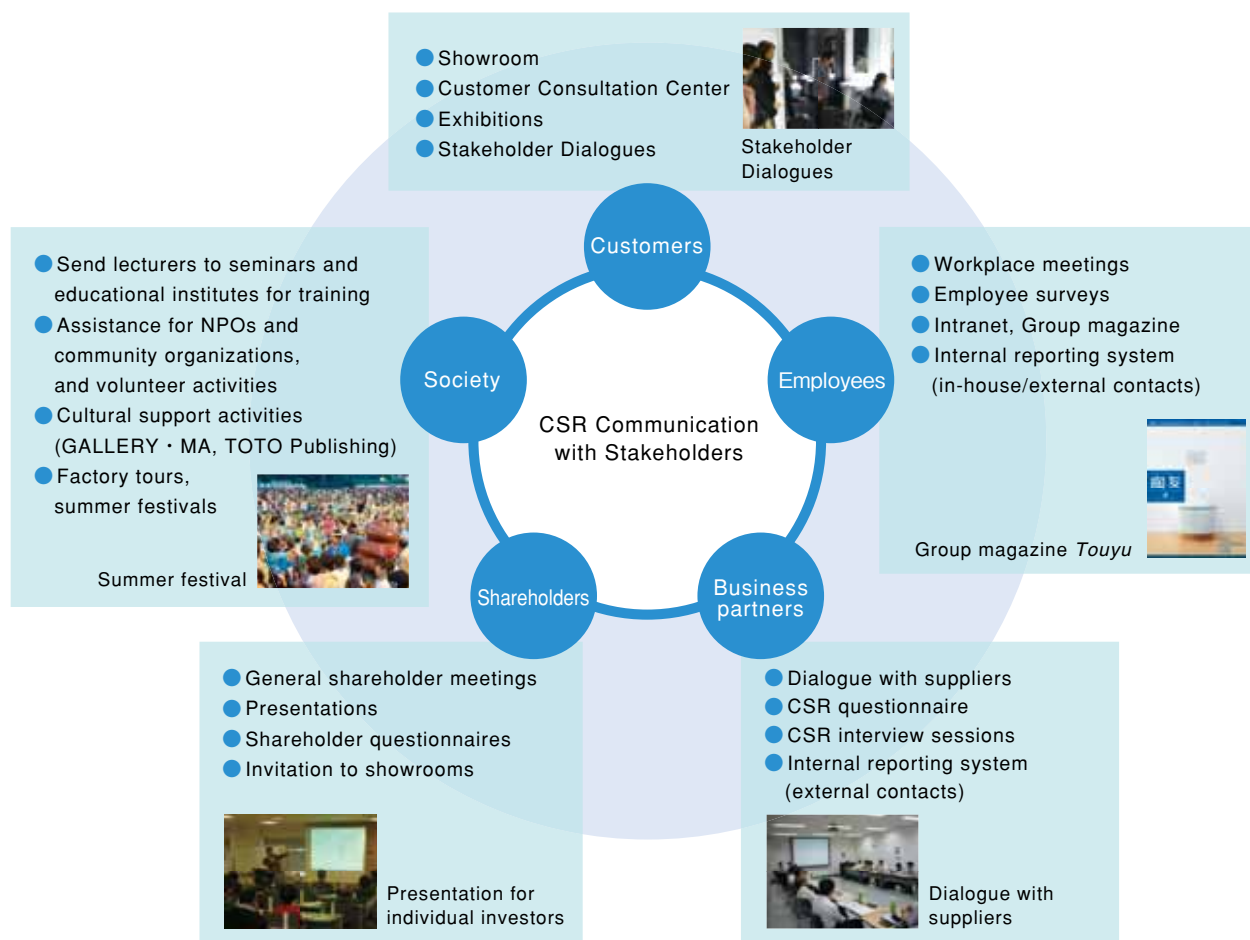 Showroom
Customer Consultation Center
Exhibitions
Stakeholder Dialogues
Stakeholder
Dialogues
Customers
Send lecturers to seminars and
educational institutes for training
Assistance for NPOs and
community organizations,
and volunteer activities
Cultural support activities
(GALLERY・MA, TOTO Publishing)
Factory tours,
summer festivals
Summer festival
Society
Workplace meetings
Employee surveys
Intranet, Group magazine
Internal reporting system
(in-house/external contacts)
Group magazine Touyu
Employees
CSR Communication
with Stakeholders
Shareholders
Business
partners
General shareholder meetings
Presentations
Shareholder questionnaires
Invitation to showrooms
Presentation for
individual investors
Dialogue with suppliers
CSR questionnaire
CSR interview sessions
Internal reporting system
(external contacts)
Dialogue with
suppliers